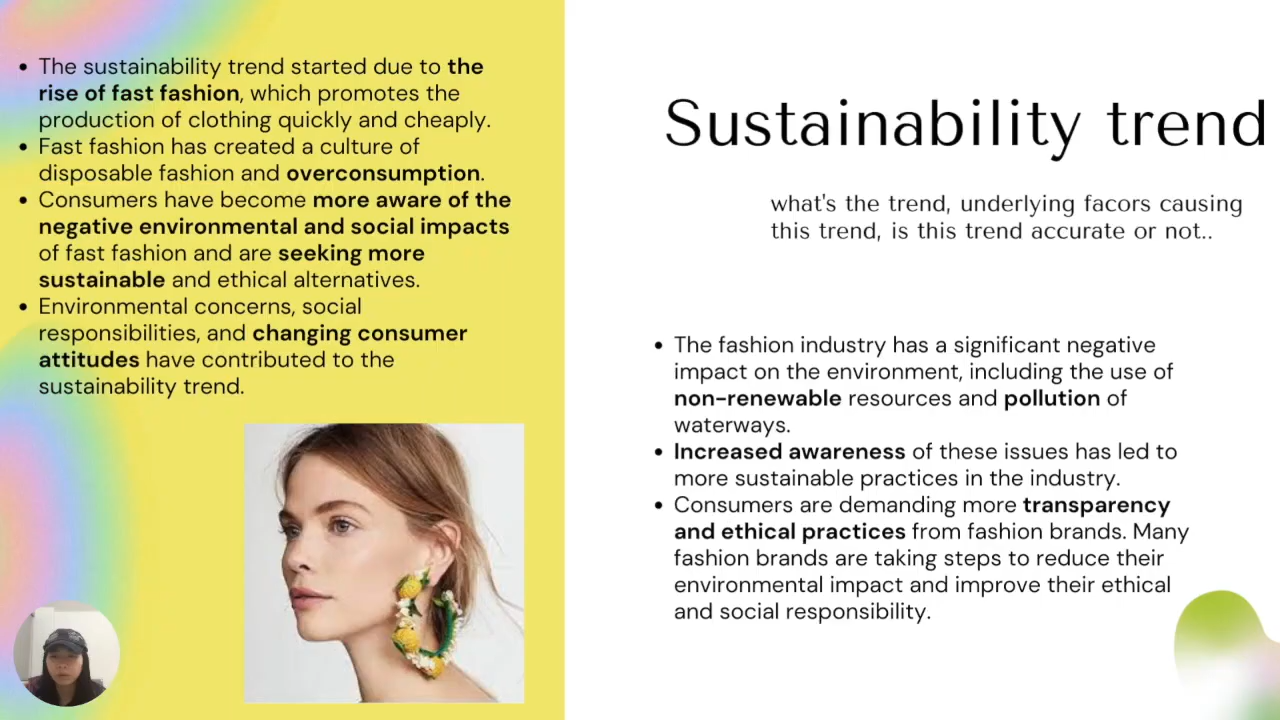 • The sustainability trend started due to the
rise of fast fashion, which promotes the
production of clothing quickly and cheaply.
• Fast fashion has created a culture of
disposable fashion and overconsumption.
• Consumers have become more aware of the
negative environmental and social impacts
of fast fashion and are seeking more
sustainable and ethical alternatives.
• Environmental concerns, social
responsibilities, and changing consumer
attitudes have contributed to the
sustainability trend.
Sustainability trend
what's the trend, underlying facors causing
this trend, is this trend accurate or not..
• The fashion industry has a significant negative
impact on the environment, including the use of
non-renewable resources and pollution of
waterways.
• Increased awareness of these issues has led to
more sustainable practices in the industry.
• Consumers are demanding more transparency
and ethical practices from fashion brands. Many
fashion brands are taking steps to reduce their
environmental impact and improve their ethical
and social responsibility.